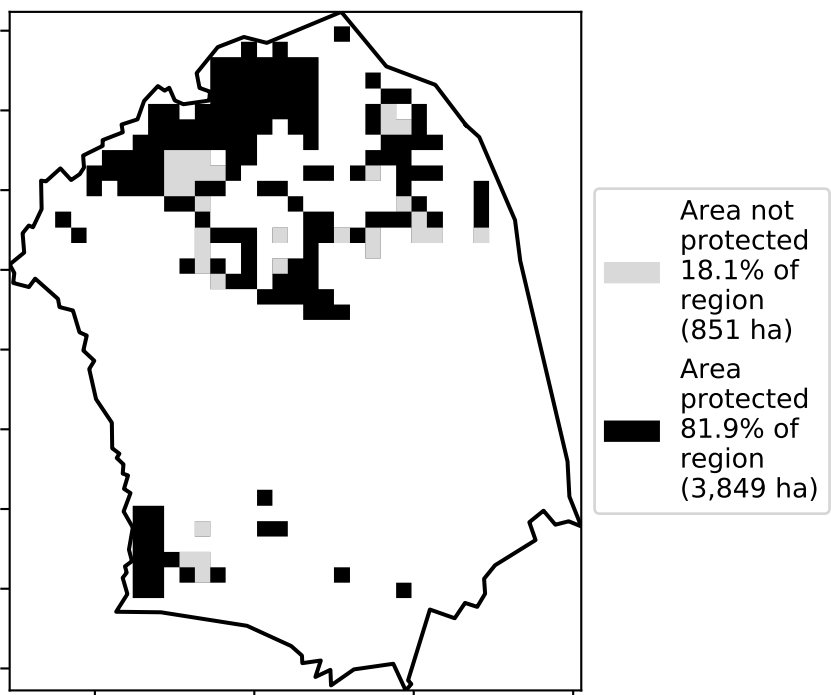 Area not
protected
18.1% of
region
(851 ha)
Area
protected
81.9% of
region
(3,849 ha)